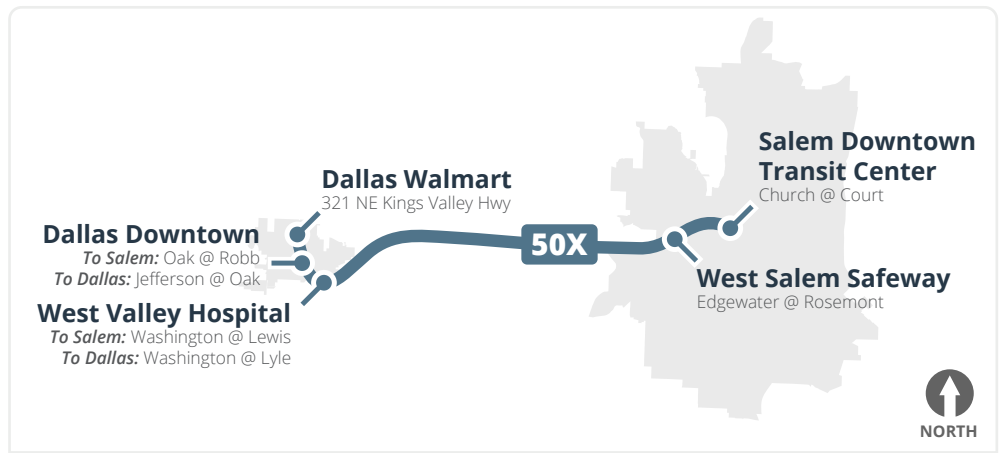 Salem Downtown
Transit Center
Church @ Court
Dallas Walmart
321 NE Kings Valley Hwy
Dallas Downtown
To Salem: Oak @ Robb
To Dallas: Jefferson @ Oak
50X
West Salem Safeway
Edgewater @ Rosemont
West Valley Hospital
To Salem: Washington @ Lewis
To Dallas: Washington @ Lyle
NORTH